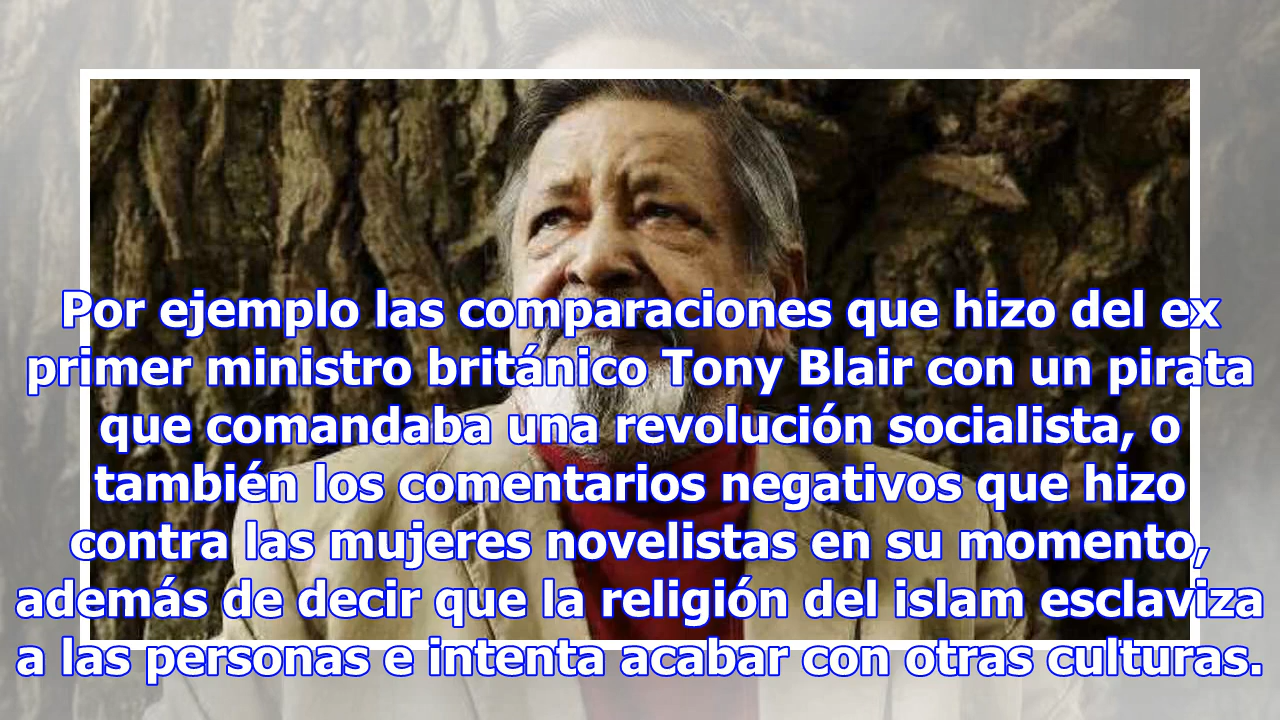 Por ejemplo las comparaciones que hizo del ex
primer ministro británico Tony Blair con un pirata
que comandaba una revolución socialista, o
también los comentarios negativos que hizo
contra las mujeres novelistas en su momento,
además de decir que la religión del islam esclaviza
a las personas e intenta acabar con otras culturas.